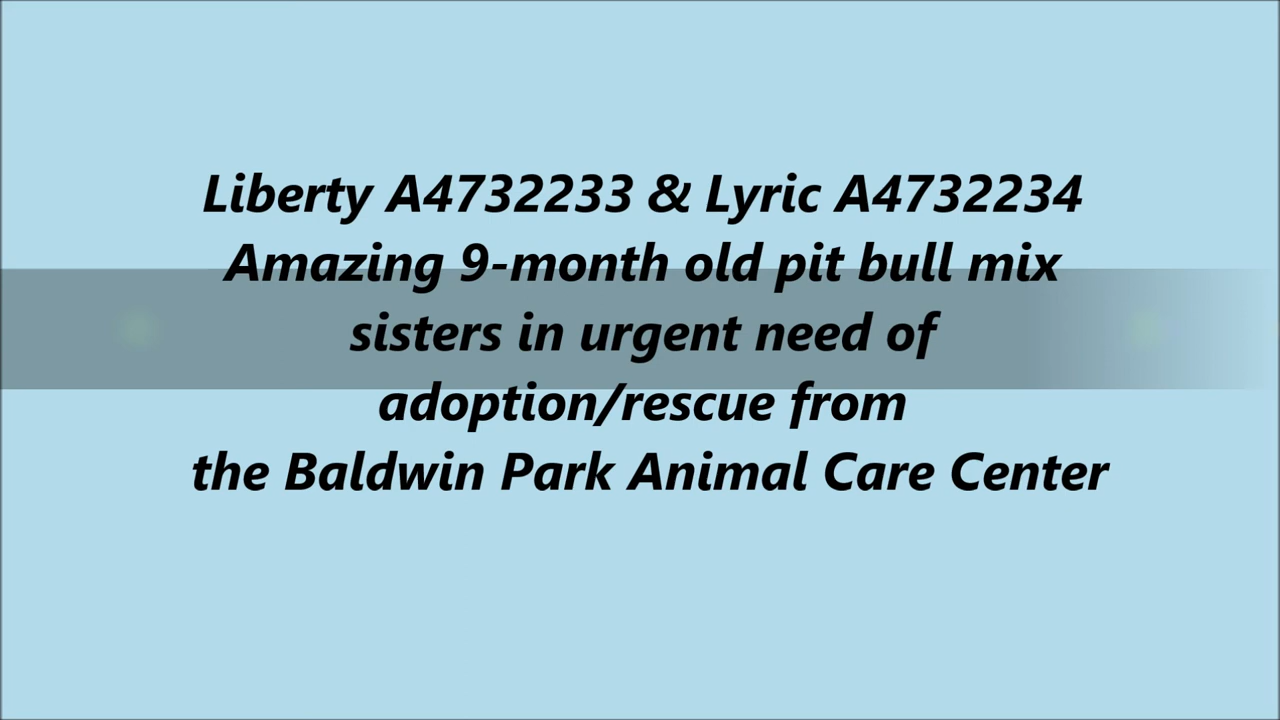 Liberty A4732233 & Lyric A4732234
Amazing 9-month old pit bull mix
sisters in urgent need of
adoption/rescue from
the Baldwin Park Animal Care Center